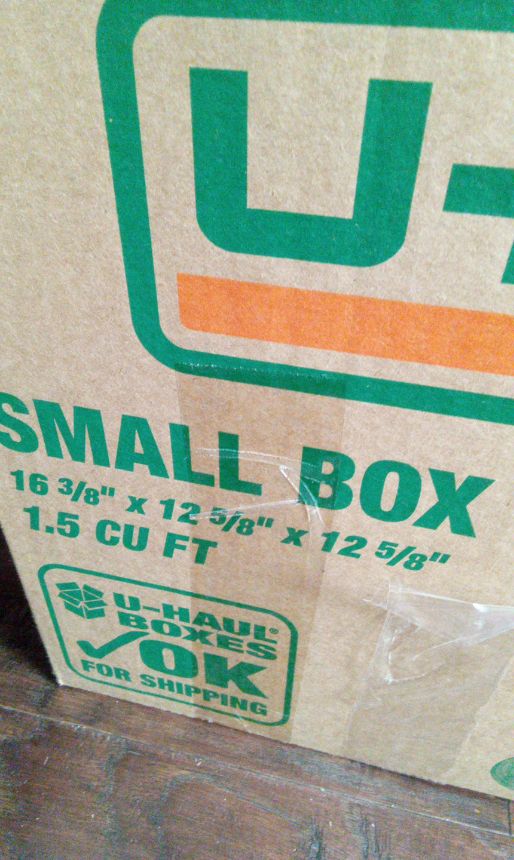 U-
SMALL BOX
16 3/8" x 12 5/8" x 12 5/8"
1.5 CU FT
U-HAUL®
BOXES
✓OK
FOR SHIPPING